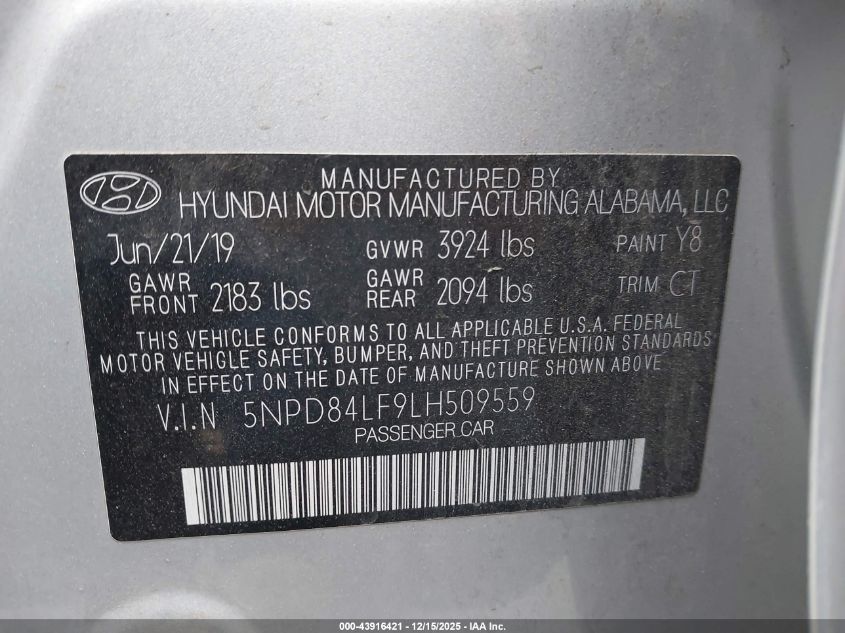 MANUFACTURED BY
HYUNDAI MOTOR MANUFACTURING ALABAMA, LLC
Jun/21/19 GVWR 3924 lbs PAINT Y8
GAWR FRONT 2183 lbs GAWR REAR 2094 lbs TRIM CT
THIS VEHICLE CONFORMS TO ALL APPLICABLE U.S.A. FEDERAL
MOTOR VEHICLE SAFETY, BUMPER, AND THEFT PREVENTION STANDARDS
IN EFFECT ON THE DATE OF MANUFACTURE SHOWN ABOVE
V.I.N 5NPD84LF9LH509559
PASSENGER CAR
000-43916421 - 12/15/2025 - IAA Inc.